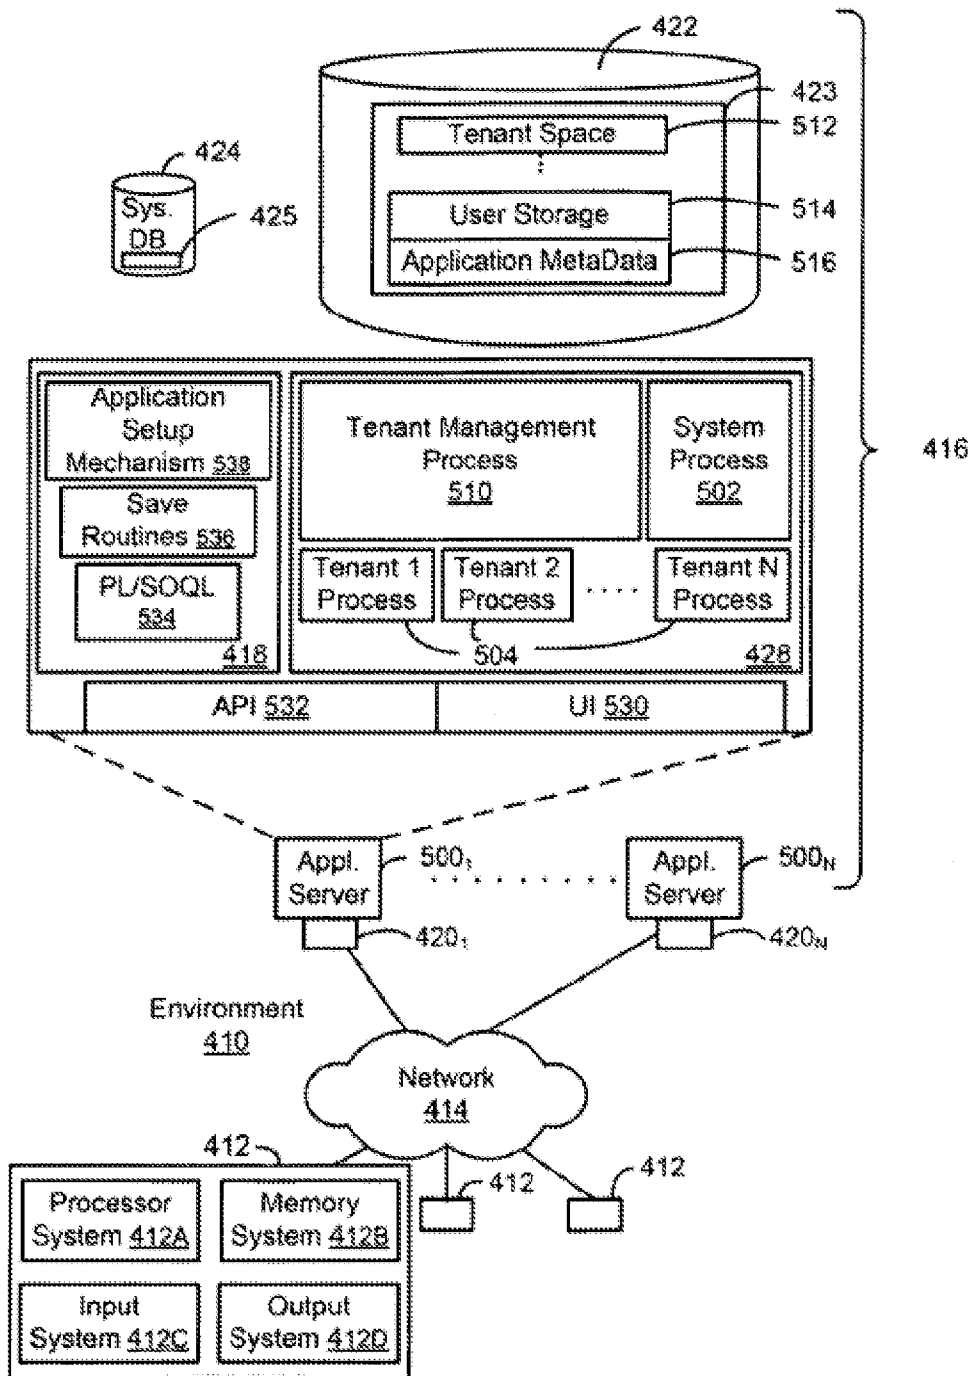 422
423
Tenant Space
512
424
Sys.
DB
425
User Storage
514
Application MetaData
516
Application
Setup
Mechanism 538
Tenant Management
Process
510
System
Process
502
416
Save
Routines 536
PL/SOQL
534
Tenant 1
Process
Tenant 2
Process
Tenant N
Process
504
418
428
API 532
UI 530
Appl.
Server
500₁
Appl.
Server
500N
420₁
420N
Environment
410
Network
414
412
412
412
Processor
System 412A
Memory
System 412B
Input
System 412C
Output
System 412D